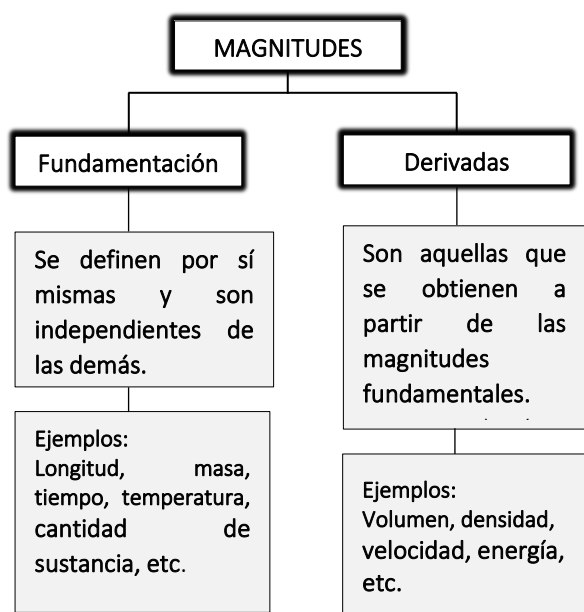 MAGNITUDES
Fundamentación
Se definen por sí
mismas y son
independientes de
las demás.
Ejemplos:
Longitud, masa,
tiempo, temperatura,
cantidad de
sustancia, etc.
Derivadas
Son aquellas que
se obtienen a
partir de las
magnitudes
fundamentales.
Ejemplos:
Volumen, densidad,
velocidad, energía,
etc.